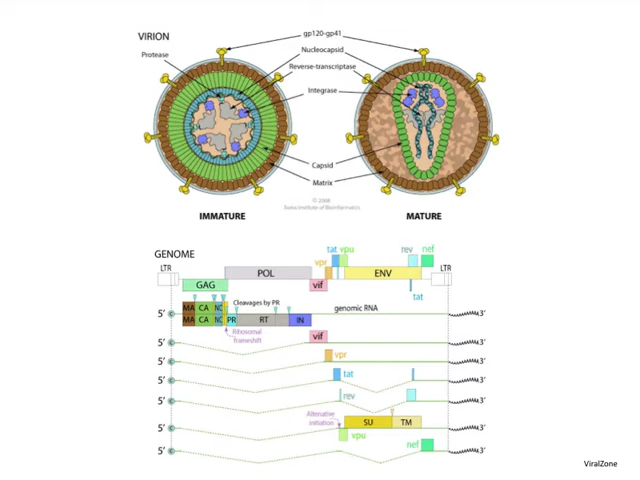 VIRION
gp120-gp41
Nucleocapsid
Protease
Reverse-transcriptase
Integrase
Capsid
Matrix
© 2008
Swiss Institute of Bioinformatics
IMMATURE
MATURE
GENOME
tat vpu
rev
nef
LTR
vpr
LTR
POL
ENV
GAG
vif
tat
Cleavages by PR
MA CA NC
genomic RNA
5' C MA CA NC PR RT IN 3'
Ribosomal
frameshift
vif
5' C 3'
vpr
5' C 3'
tat
5' C 3'
rev
5' C 3'
Alternative
initiation
SU TM
5' C 3'
vpu
nef
5' C 3'
ViralZone